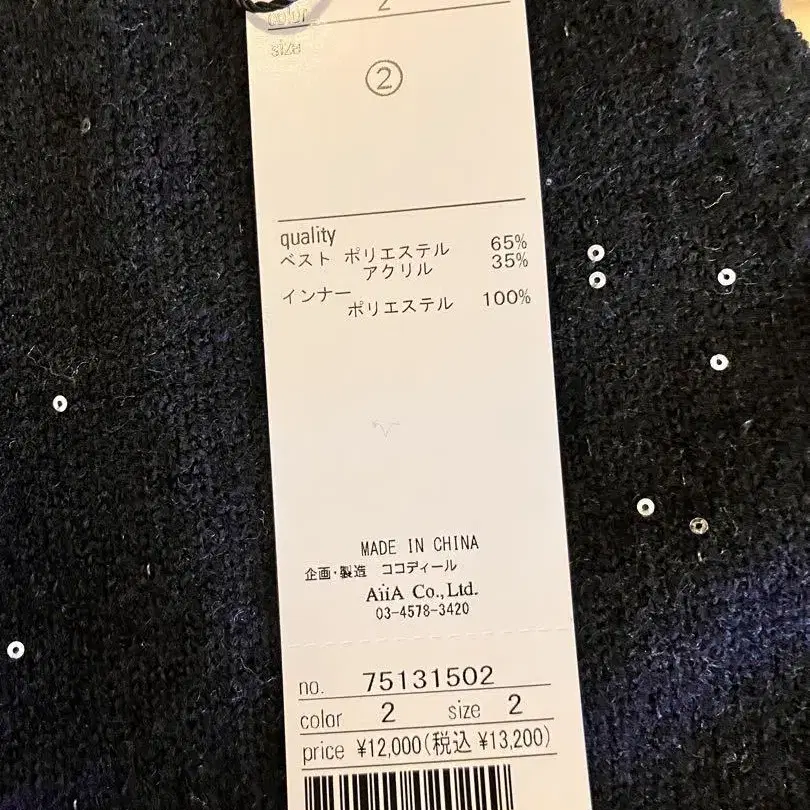 color 2
size
②
quality
ベスト ポリエステル 65%
アクリル 35%
インナー
ポリエステル 100%
MADE IN CHINA
企画・製造 ココディール
AiiA Co.,Ltd.
03-4578-3420
no. 75131502
color 2 size 2
price ¥12,000(税込 ¥13,200)